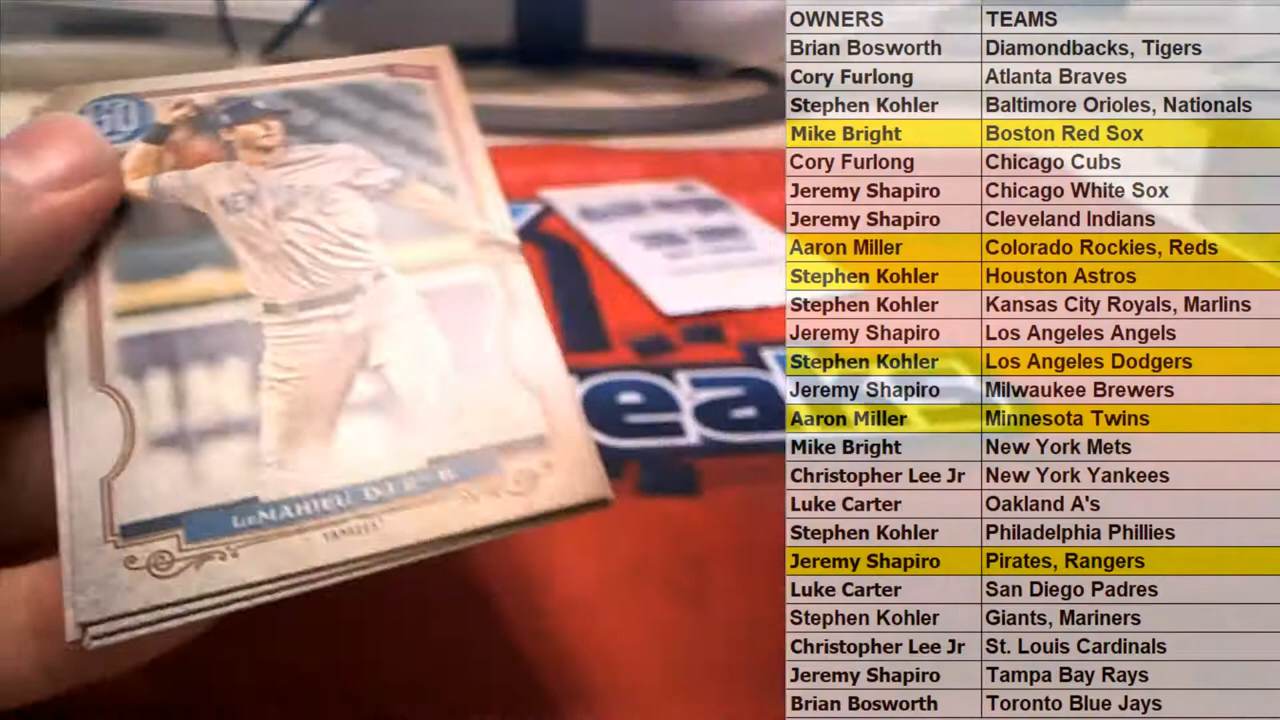 GQ
LEMAHIEU
YANKEES
ea
OWNERS TEAMS
Brian Bosworth Diamondbacks, Tigers
Cory Furlong Atlanta Braves
Stephen Kohler Baltimore Orioles, Nationals
Mike Bright Boston Red Sox
Cory Furlong Chicago Cubs
Jeremy Shapiro Chicago White Sox
Jeremy Shapiro Cleveland Indians
Aaron Miller Colorado Rockies, Reds
Stephen Kohler Houston Astros
Stephen Kohler Kansas City Royals, Marlins
Jeremy Shapiro Los Angeles Angels
Stephen Kohler Los Angeles Dodgers
Jeremy Shapiro Milwaukee Brewers
Aaron Miller Minnesota Twins
Mike Bright New York Mets
Christopher Lee Jr New York Yankees
Luke Carter Oakland A's
Stephen Kohler Philadelphia Phillies
Jeremy Shapiro Pirates, Rangers
Luke Carter San Diego Padres
Stephen Kohler Giants, Mariners
Christopher Lee Jr St. Louis Cardinals
Jeremy Shapiro Tampa Bay Rays
Brian Bosworth Toronto Blue Jays